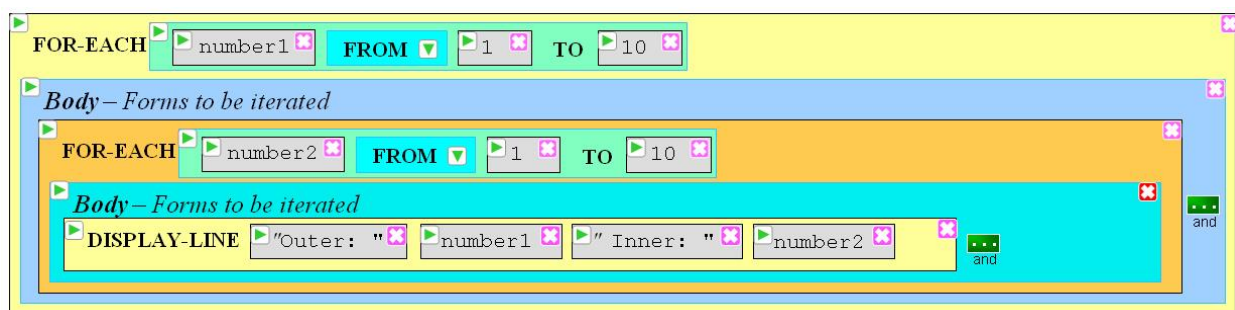 FOR-EACH number1 FROM 1 TO 10
Body – Forms to be iterated
FOR-EACH number2 FROM 1 TO 10
Body – Forms to be iterated
DISPLAY-LINE "Outer: " number1 " Inner: " number2
... and
... and